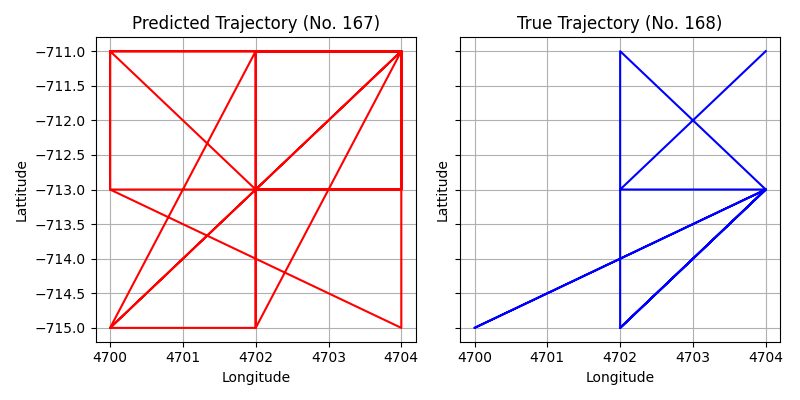 Predicted Trajectory (No. 167)
True Trajectory (No. 168)
−711.0
−711.5
−712.0
−712.5
−713.0
−713.5
−714.0
−714.5
−715.0
Lattitude
Lattitude
4700 4701 4702 4703 4704
4700 4701 4702 4703 4704
Longitude
Longitude